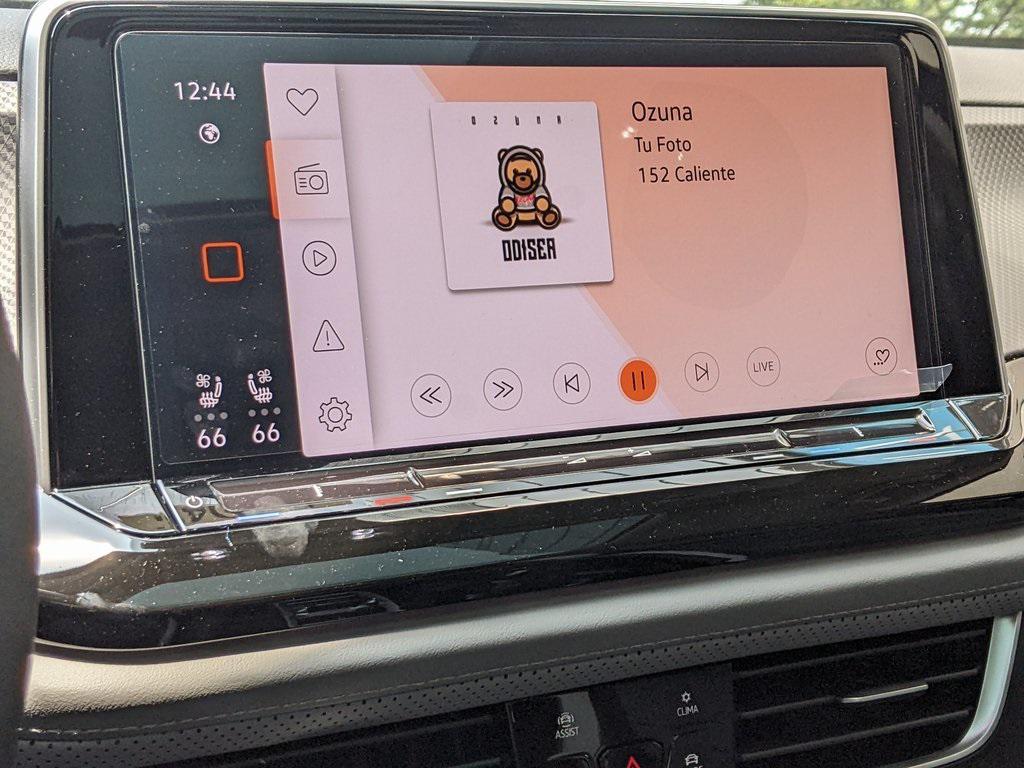 12:44
Ozuna
Tu Foto
152 Caliente
OZUNA
ODISEA
LIVE
66
66
ASSIST
CLIMA